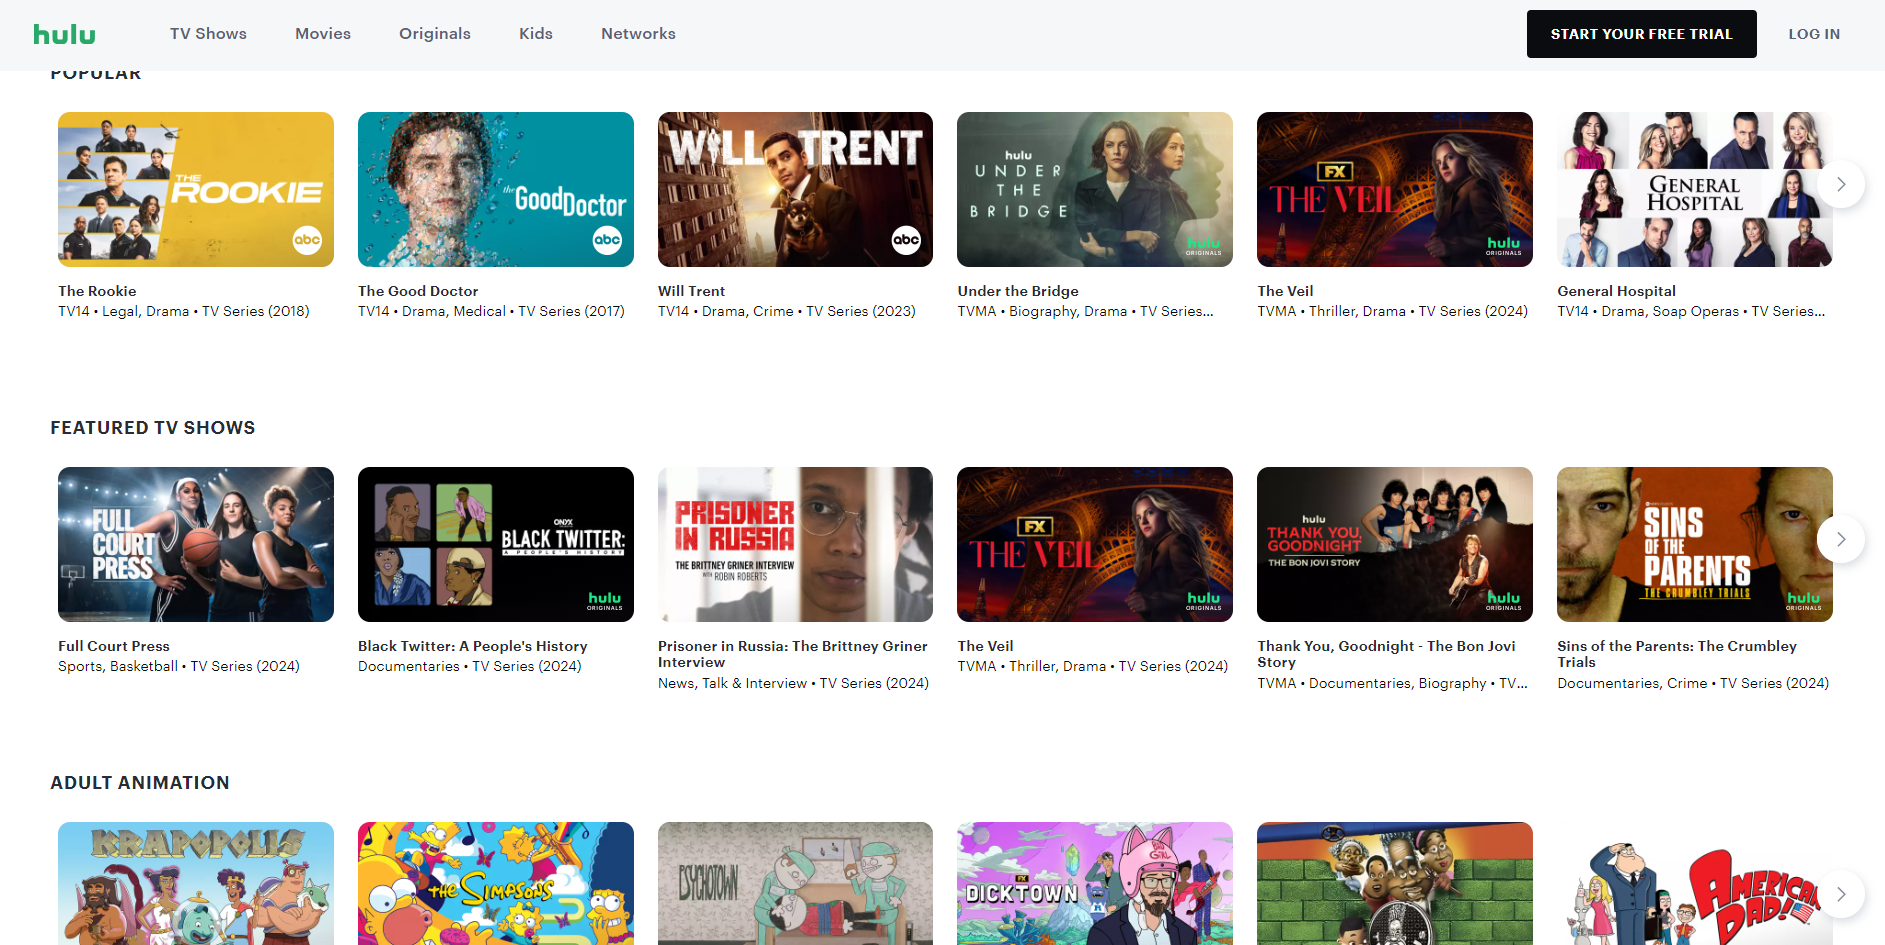 hulu
TV Shows
Movies
Originals
Kids
Networks
START YOUR FREE TRIAL
LOG IN
POPULAR
THE
ROOKIE
abc
the
Good Doctor
abc
WILL TRENT
abc
hulu
UNDER
THE
BRIDGE
hulu
ORIGINALS
FX
THE VEIL
hulu
ORIGINALS
GENERAL
HOSPITAL
The Rookie
TV14 • Legal, Drama • TV Series (2018)
The Good Doctor
TV14 • Drama, Medical • TV Series (2017)
Will Trent
TV14 • Drama, Crime • TV Series (2023)
Under the Bridge
TVMA • Biography, Drama • TV Series...
The Veil
TVMA • Thriller, Drama • TV Series (2024)
General Hospital
TV14 • Drama, Soap Operas • TV Series...
FEATURED TV SHOWS
FULL
COURT
PRESS
ONYX
BLACK TWITTER:
A PEOPLE'S HISTORY
hulu
ORIGINALS
PRISONER
IN RUSSIA
THE BRITTNEY GRINER INTERVIEW
WITH ROBIN ROBERTS
FX
THE VEIL
hulu
ORIGINALS
hulu
THANK YOU,
GOODNIGHT
THE BON JOVI STORY
hulu
ORIGINALS
SINS
OF THE
PARENTS
THE CRUMBLEY TRIALS
hulu
ORIGINALS
Full Court Press
Sports, Basketball • TV Series (2024)
Black Twitter: A People's History
Documentaries • TV Series (2024)
Prisoner in Russia: The Brittney Griner
Interview
News, Talk & Interview • TV Series (2024)
The Veil
TVMA • Thriller, Drama • TV Series (2024)
Thank You, Goodnight - The Bon Jovi
Story
TVMA • Documentaries, Biography • TV...
Sins of the Parents: The Crumbley
Trials
Documentaries, Crime • TV Series (2024)
ADULT ANIMATION
KRAPOPOLIS
THE SIMPSONS
PSYCHOTOWN
FX
DICKTOWN
GIRL
AMERICAN
DAD!